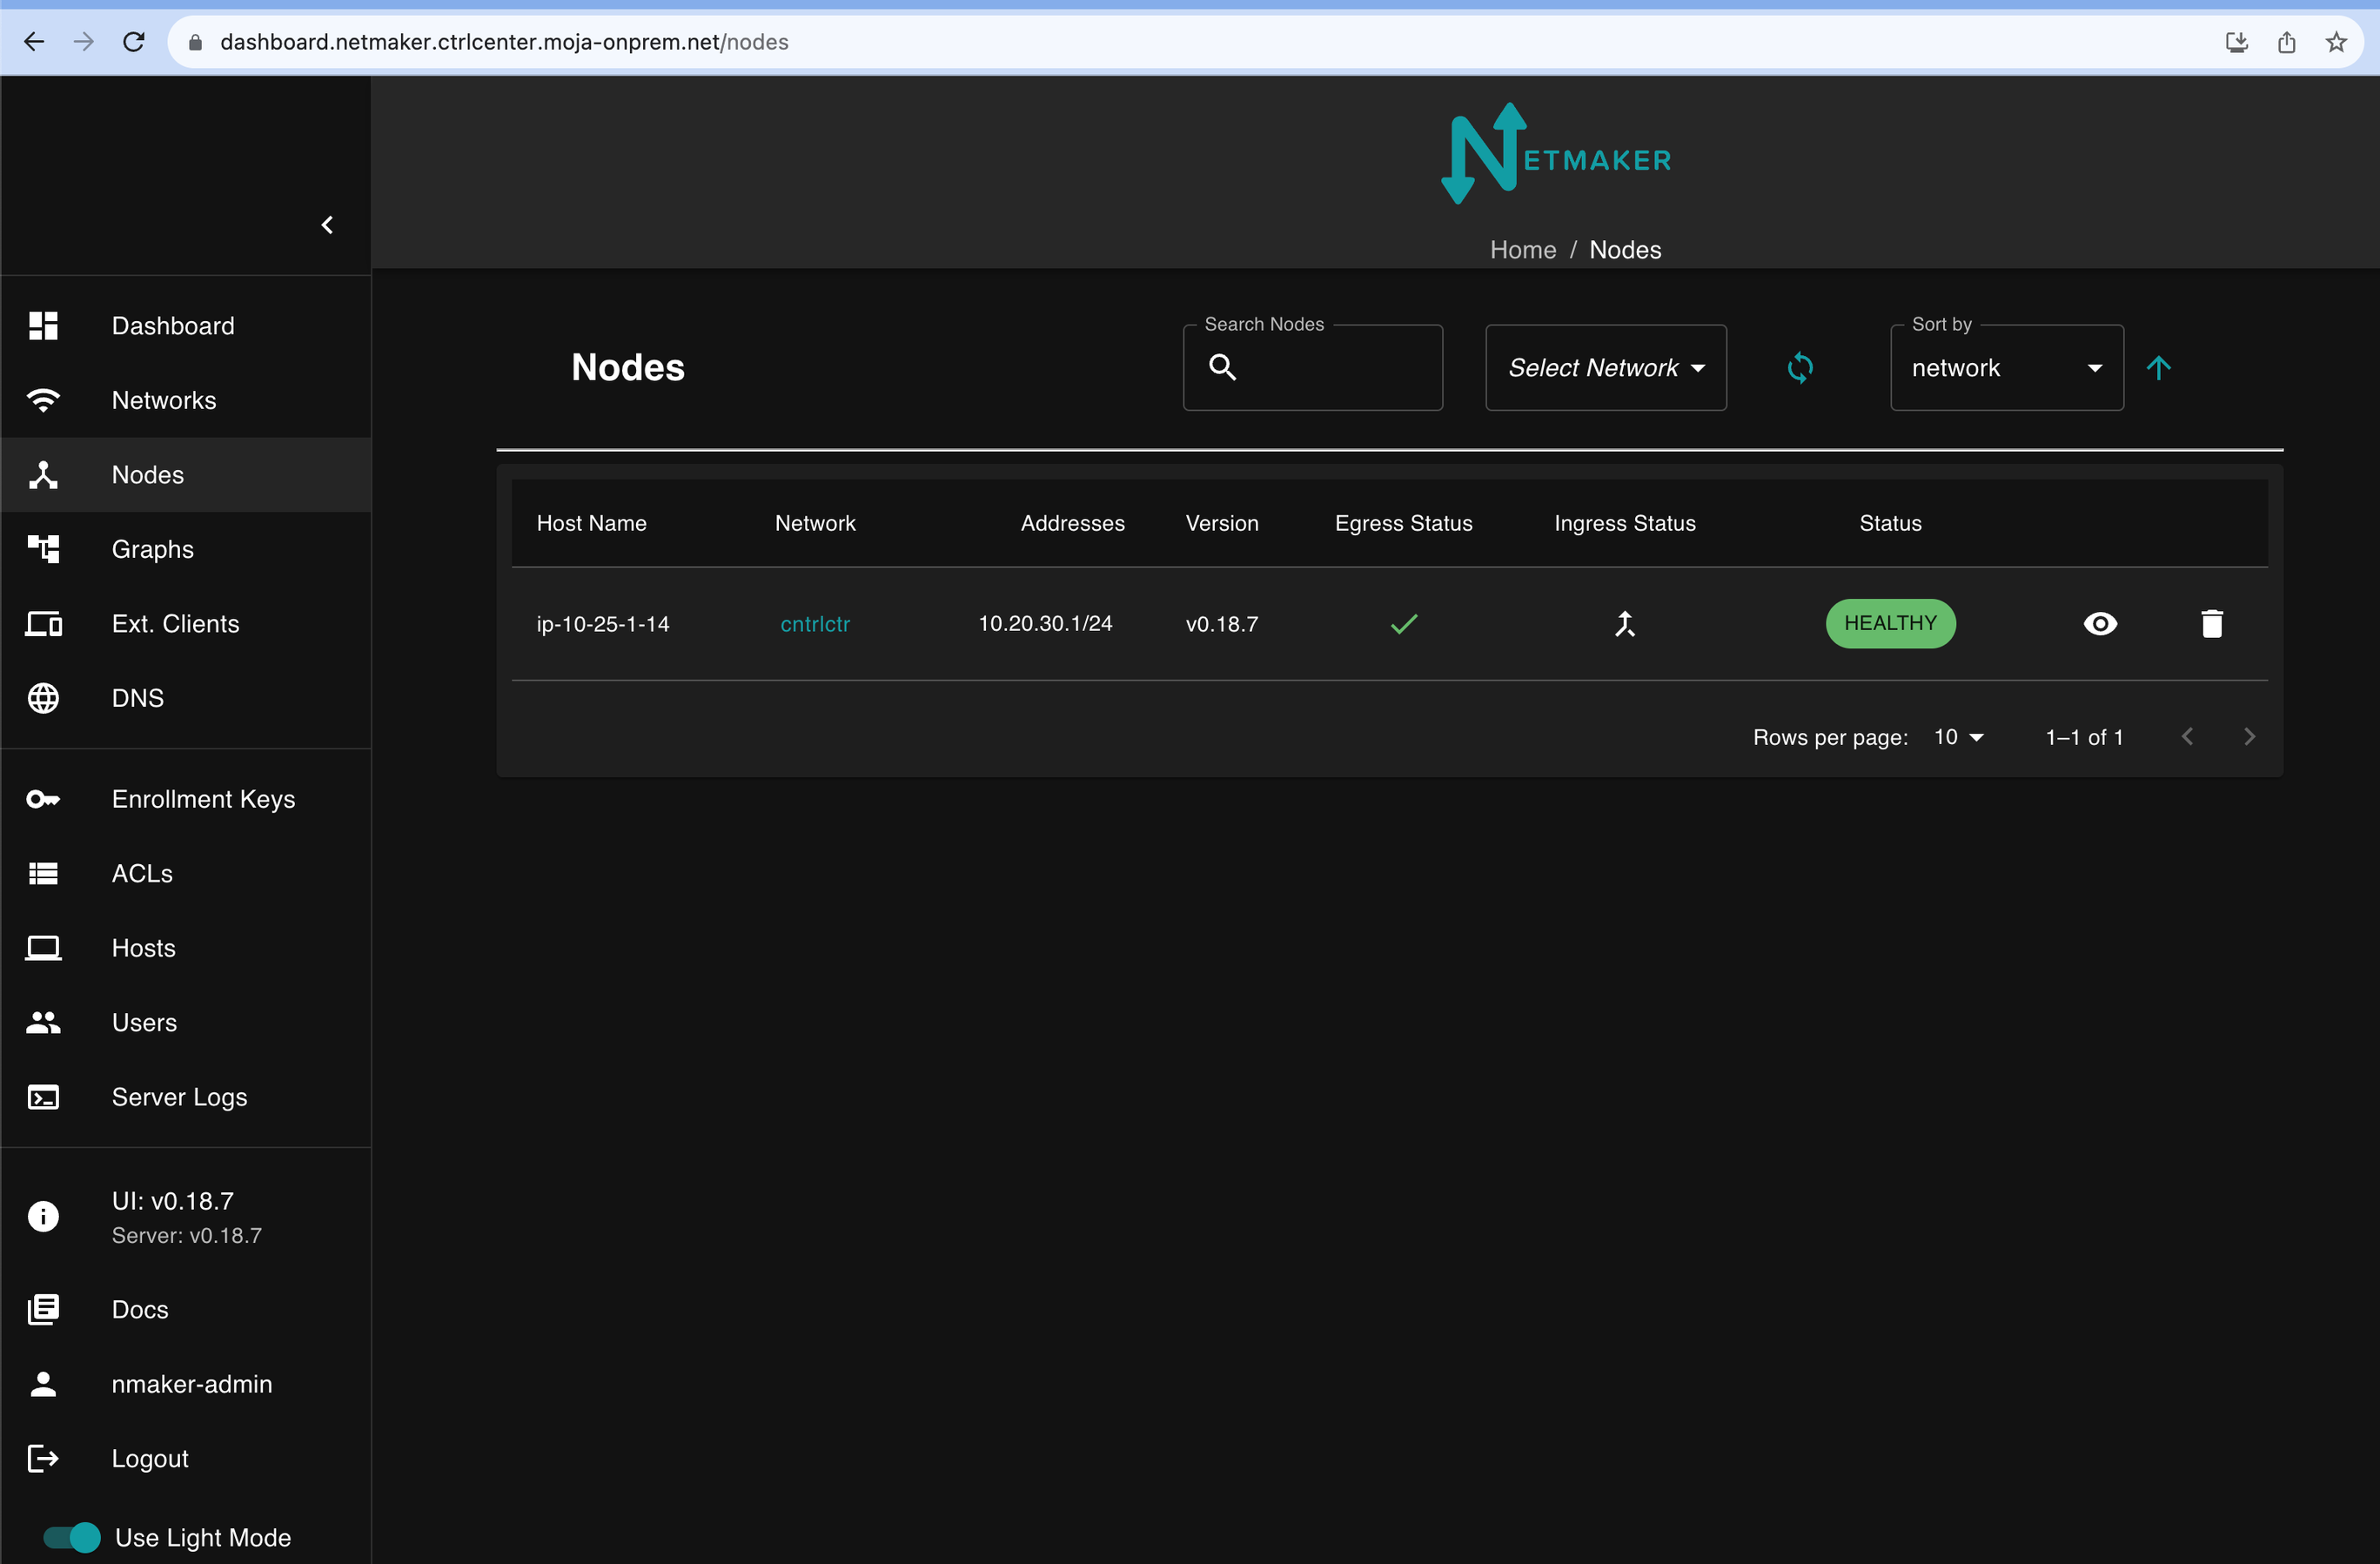 dashboard.netmaker.ctrlcenter.moja-onprem.net/nodes
NETMAKER
Home / Nodes
Dashboard
Networks
Nodes
Graphs
Ext. Clients
DNS
Enrollment Keys
ACLs
Hosts
Users
Server Logs
UI: v0.18.7
Server: v0.18.7
Docs
nmaker-admin
Logout
Use Light Mode
Nodes
Search Nodes
Select Network
Sort by
network
Host Name Network Addresses Version Egress Status Ingress Status Status
ip-10-25-1-14 cntrlctr 10.20.30.1/24 v0.18.7 HEALTHY
Rows per page: 10 1–1 of 1